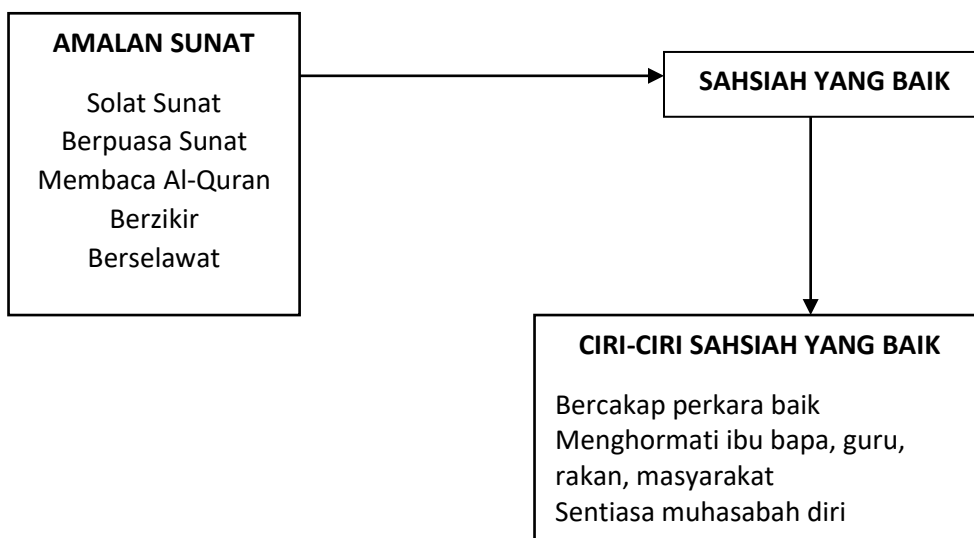 AMALAN SUNAT
Solat Sunat
Berpuasa Sunat
Membaca Al-Quran
Berzikir
Berselawat
SAHSIAH YANG BAIK
CIRI-CIRI SAHSIAH YANG BAIK
Bercakap perkara baik
Menghormati ibu bapa, guru,
rakan, masyarakat
Sentiasa muhasabah diri